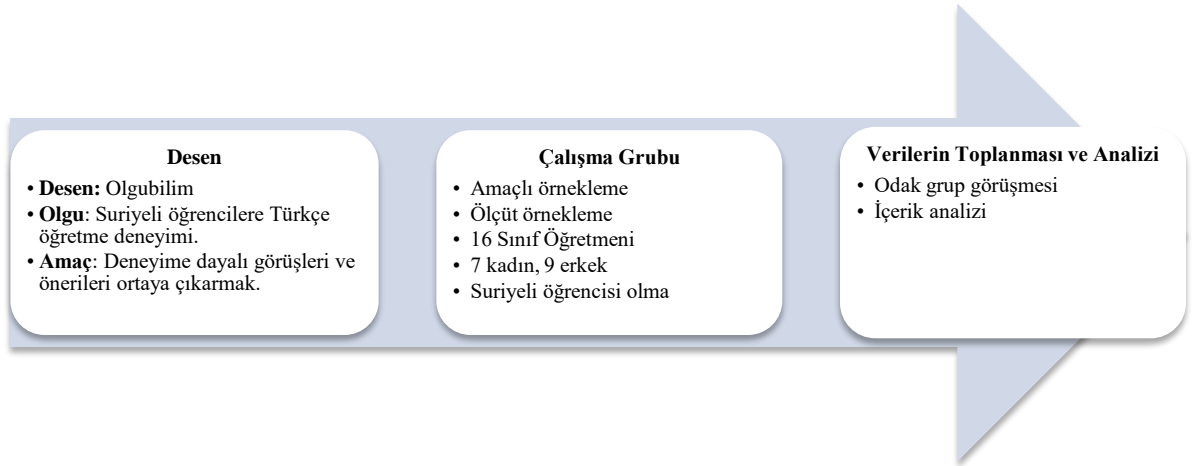 Desen
• Desen: Olgubilim
• Olgu: Suriyeli öğrencilere Türkçe
öğretme deneyimi.
• Amaç: Deneyime dayalı görüşleri ve
önerileri ortaya çıkarmak.
Çalışma Grubu
• Amaçlı örnekleme
• Ölçüt örnekleme
• 16 Sınıf Öğretmeni
• 7 kadın, 9 erkek
• Suriyeli öğrencisi olma
Verilerin Toplanması ve Analizi
• Odak grup görüşmesi
• İçerik analizi